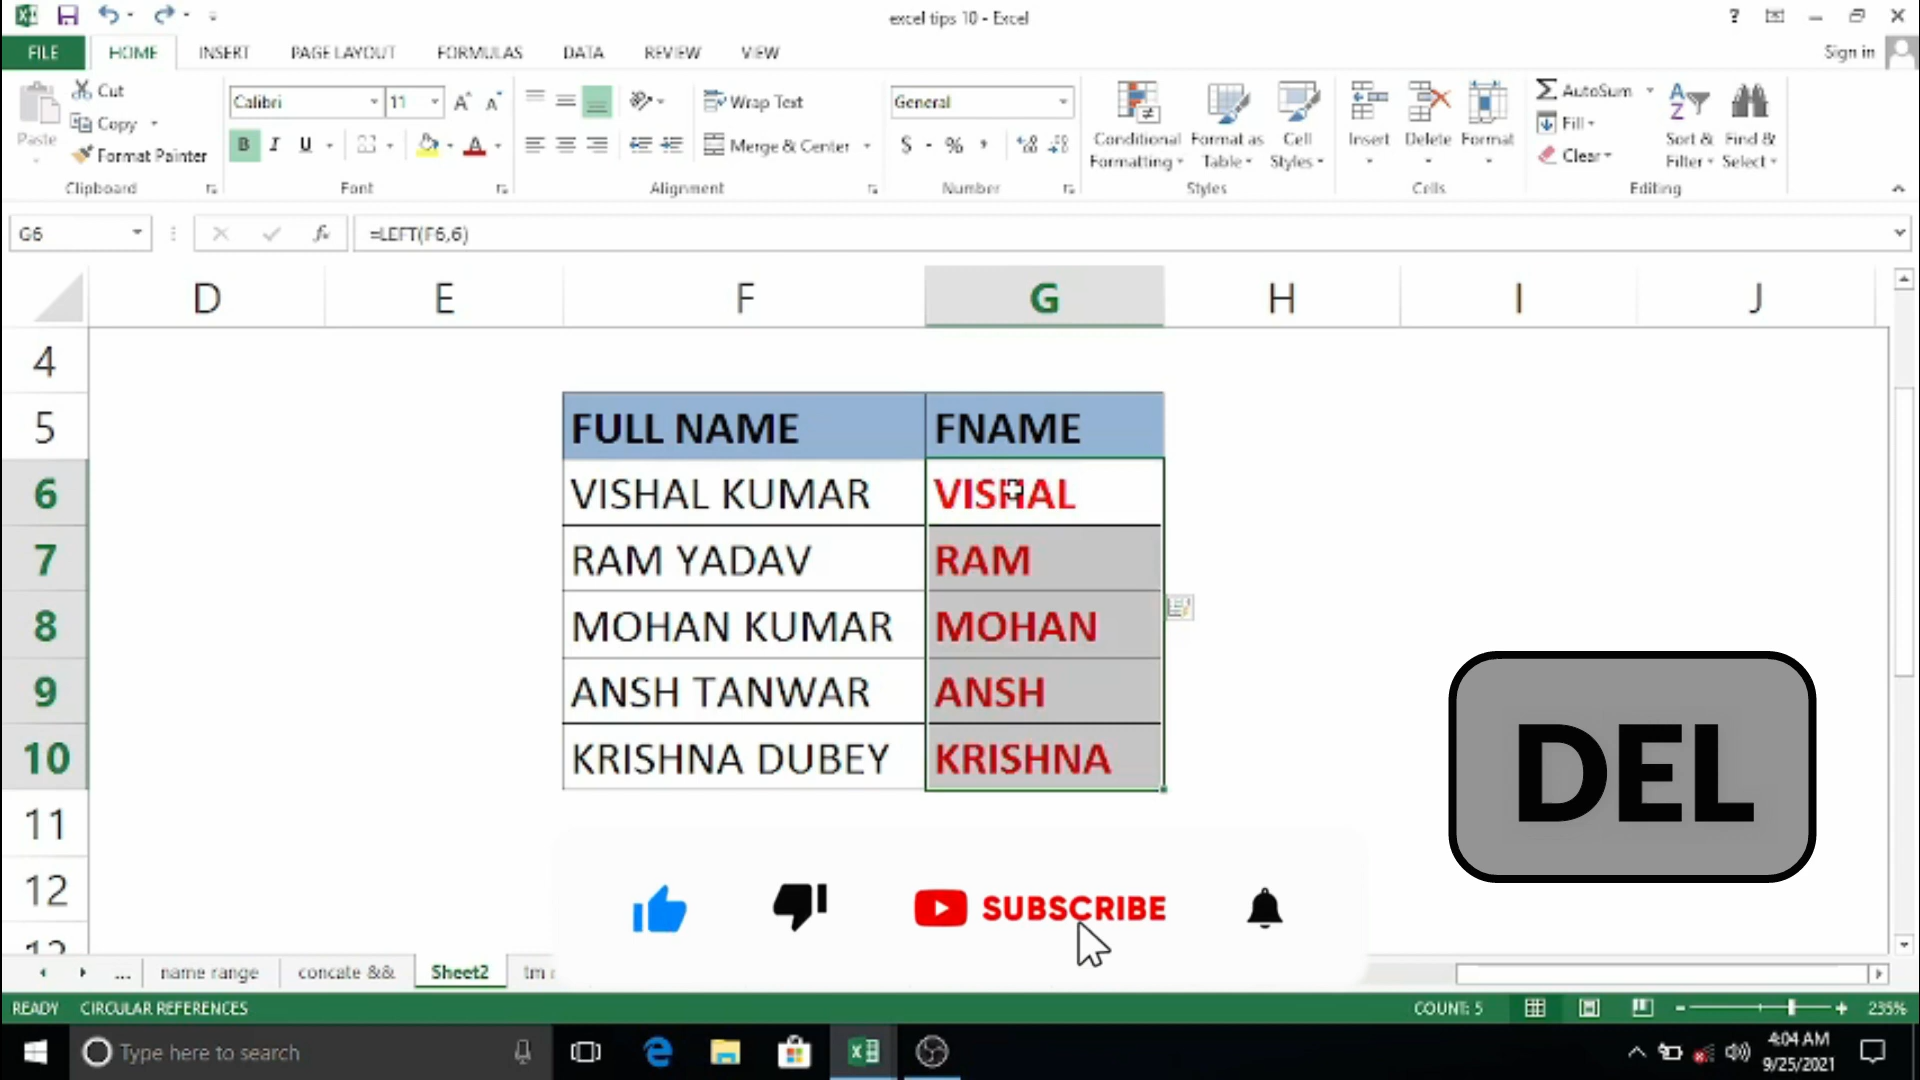 excel tips 10 - Excel
?
FILE HOME INSERT PAGE LAYOUT FORMULAS DATA REVIEW VIEW Sign in
Paste Cut Copy Format Painter
Clipboard
Calibri 11
B I U
Font
Wrap Text
Merge & Center
Alignment
General
$ % ,
Number
Conditional Formatting
Format as Table
Cell Styles
Styles
Insert Delete Format
Cells
AutoSum
Fill
Clear
Sort & Filter
Find & Select
Editing
G6 fx =LEFT(F6,6)
D E F G H I J
4
5 FULL NAME FNAME
6 VISHAL KUMAR VISHAL
7 RAM YADAV RAM
8 MOHAN KUMAR MOHAN
9 ANSH TANWAR ANSH
10 KRISHNA DUBEY KRISHNA
11
12
DEL
SUBSCRIBE
... name range concate && Sheet2 tm
READY CIRCULAR REFERENCES COUNT: 5 235%
Type here to search
4:04 AM
9/25/2021